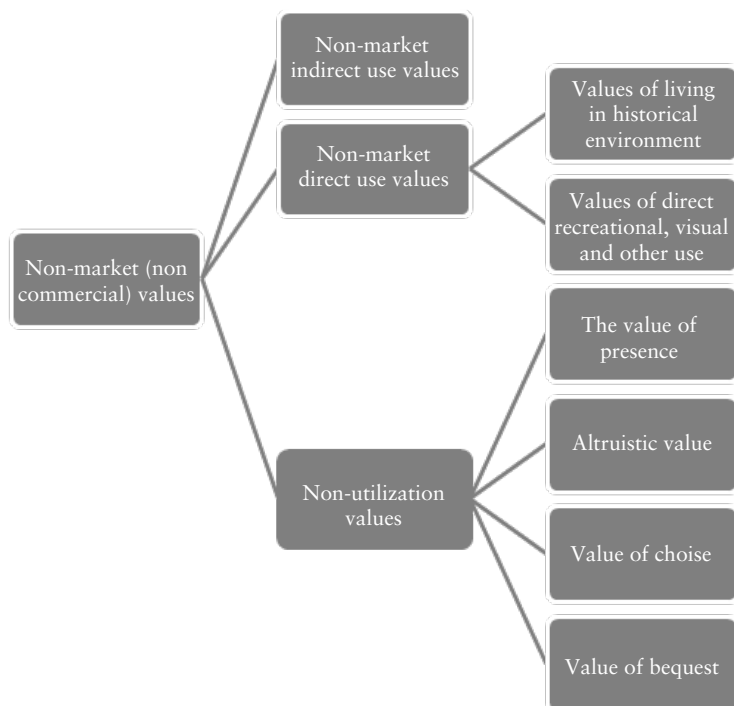 Non-market
indirect use values
Non-market
direct use values
Values of living
in historical
environment
Values of direct
recreational, visual
and other use
Non-market (non
commercial) values
The value of
presence
Altruistic value
Non-utilization
values
Value of choise
Value of bequest